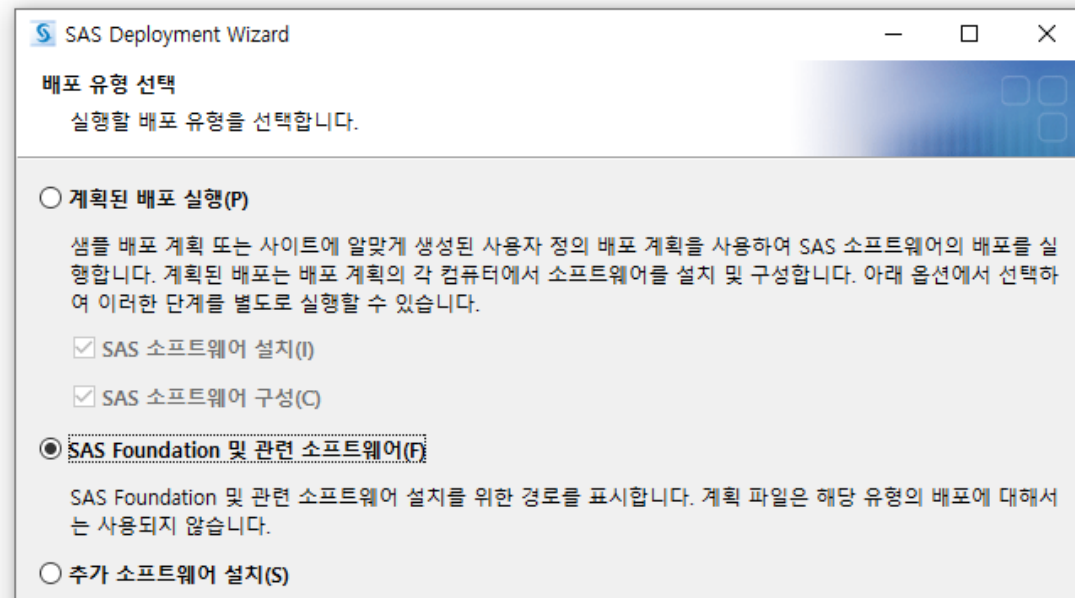 SAS Deployment Wizard
배포 유형 선택
실행할 배포 유형을 선택합니다.
계획된 배포 실행(P)
샘플 배포 계획 또는 사이트에 알맞게 생성된 사용자 정의 배포 계획을 사용하여 SAS 소프트웨어의 배포를 실
행합니다. 계획된 배포는 배포 계획의 각 컴퓨터에서 소프트웨어를 설치 및 구성합니다. 아래 옵션에서 선택하
여 이러한 단계를 별도로 실행할 수 있습니다.
SAS 소프트웨어 설치(I)
SAS 소프트웨어 구성(C)
SAS Foundation 및 관련 소프트웨어(F)
SAS Foundation 및 관련 소프트웨어 설치를 위한 경로를 표시합니다. 계획 파일은 해당 유형의 배포에 대해서
는 사용되지 않습니다.
추가 소프트웨어 설치(S)